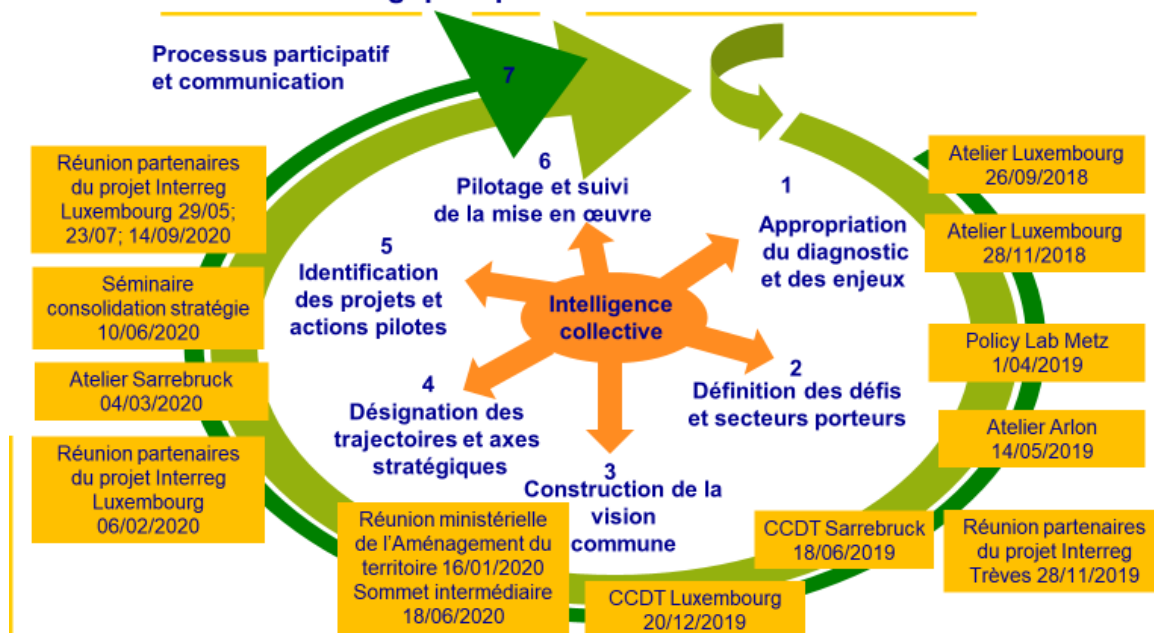 Processus participatif
et communication
7
6
Pilotage et suivi
de la mise en œuvre
1
Appropriation
du diagnostic
et des enjeux
5
Identification
des projets et
actions pilotes
Intelligence
collective
2
Définition des défis
et secteurs porteurs
4
Désignation des
trajectoires et axes
stratégiques
3
Construction de la
vision
commune
Atelier Luxembourg
26/09/2018
Atelier Luxembourg
28/11/2018
Policy Lab Metz
1/04/2019
Atelier Arlon
14/05/2019
CCDT Sarrebruck
18/06/2019
Réunion partenaires
du projet Interreg
Trèves 28/11/2019
CCDT Luxembourg
20/12/2019
Réunion ministérielle
de l’Aménagement du
territoire 16/01/2020
Sommet intermédiaire
18/06/2020
Réunion partenaires
du projet Interreg
Luxembourg
06/02/2020
Atelier Sarrebruck
04/03/2020
Séminaire
consolidation stratégie
10/06/2020
Réunion partenaires
du projet Interreg
Luxembourg 29/05;
23/07; 14/09/2020